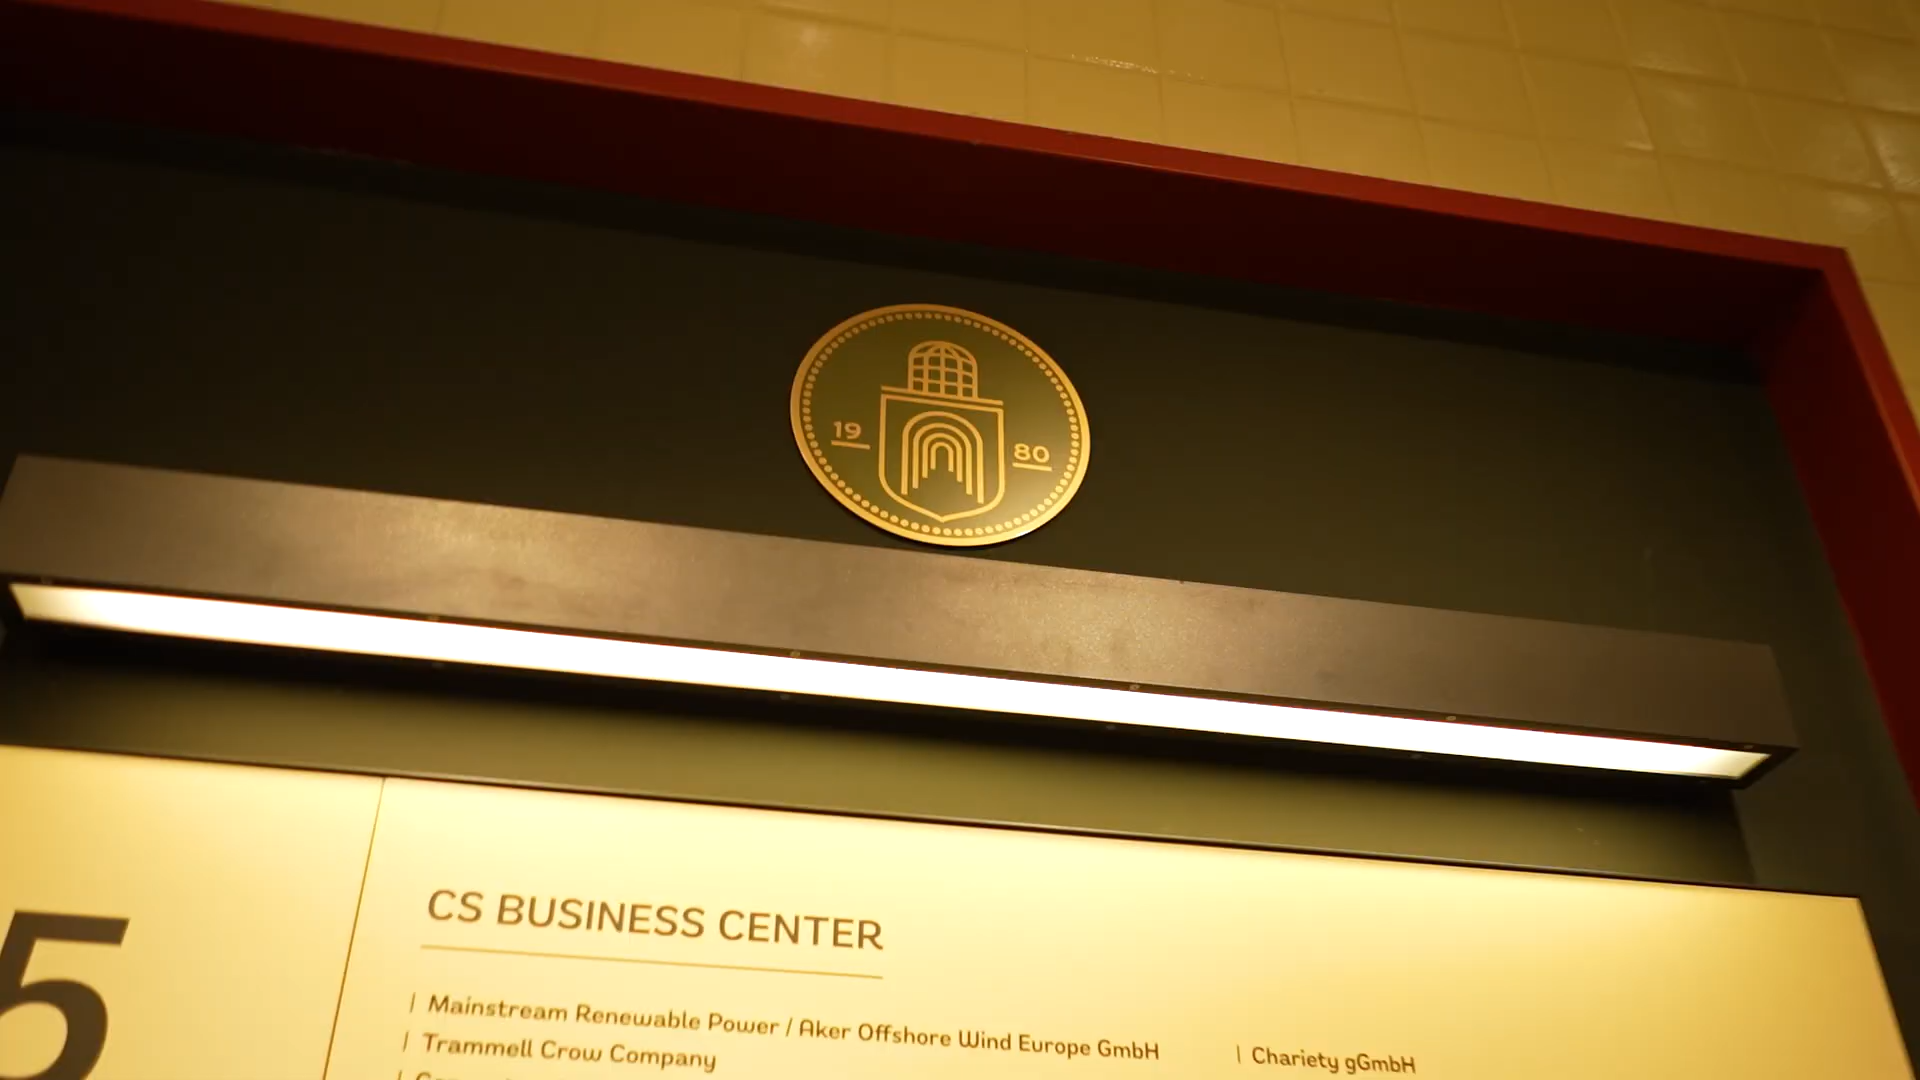 19
80
5
CS BUSINESS CENTER
| Mainstream Renewable Power / Aker Offshore Wind Europe GmbH
| Trammell Crow Company
| Chariety gGmbH